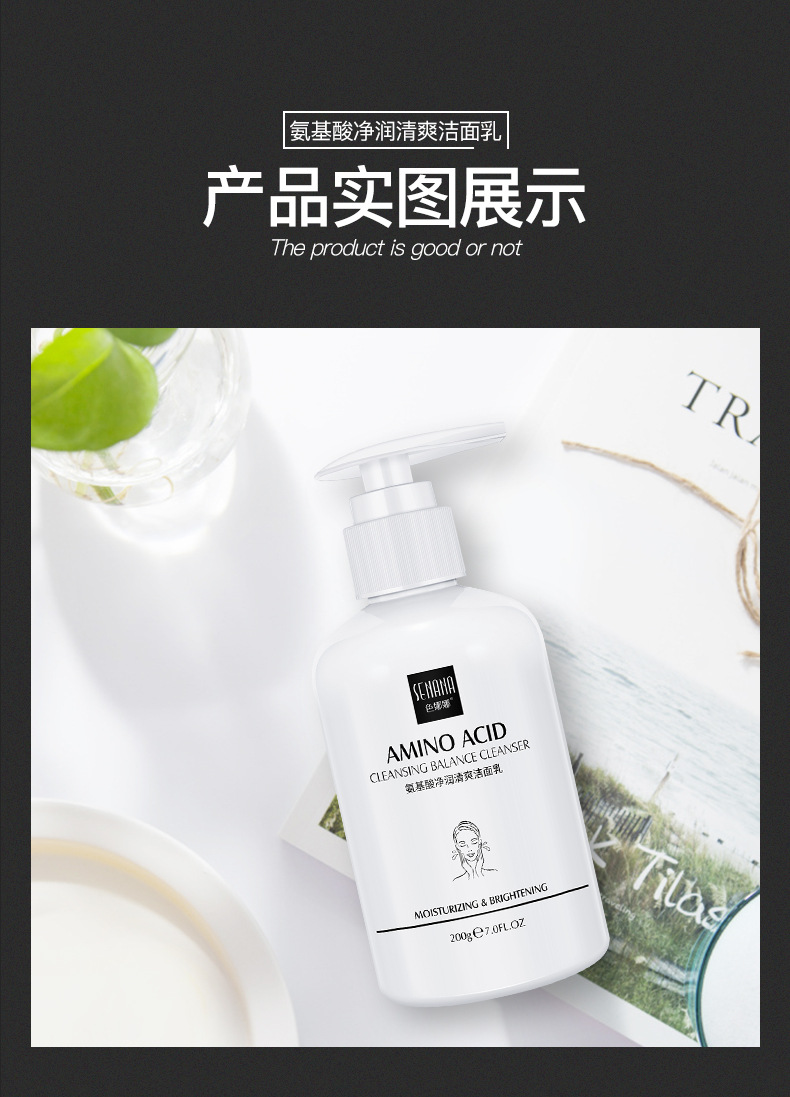 氨基酸净润清爽洁面乳
产品实图展示
The product is good or not
TRA
SENANA
色娜娜
AMINO ACID
CLEANSING BALANCE CLEANSER
氨基酸净润清爽洁面乳
MOISTURIZING & BRIGHTENING
200g℮7.0FL.OZ
k Tilas